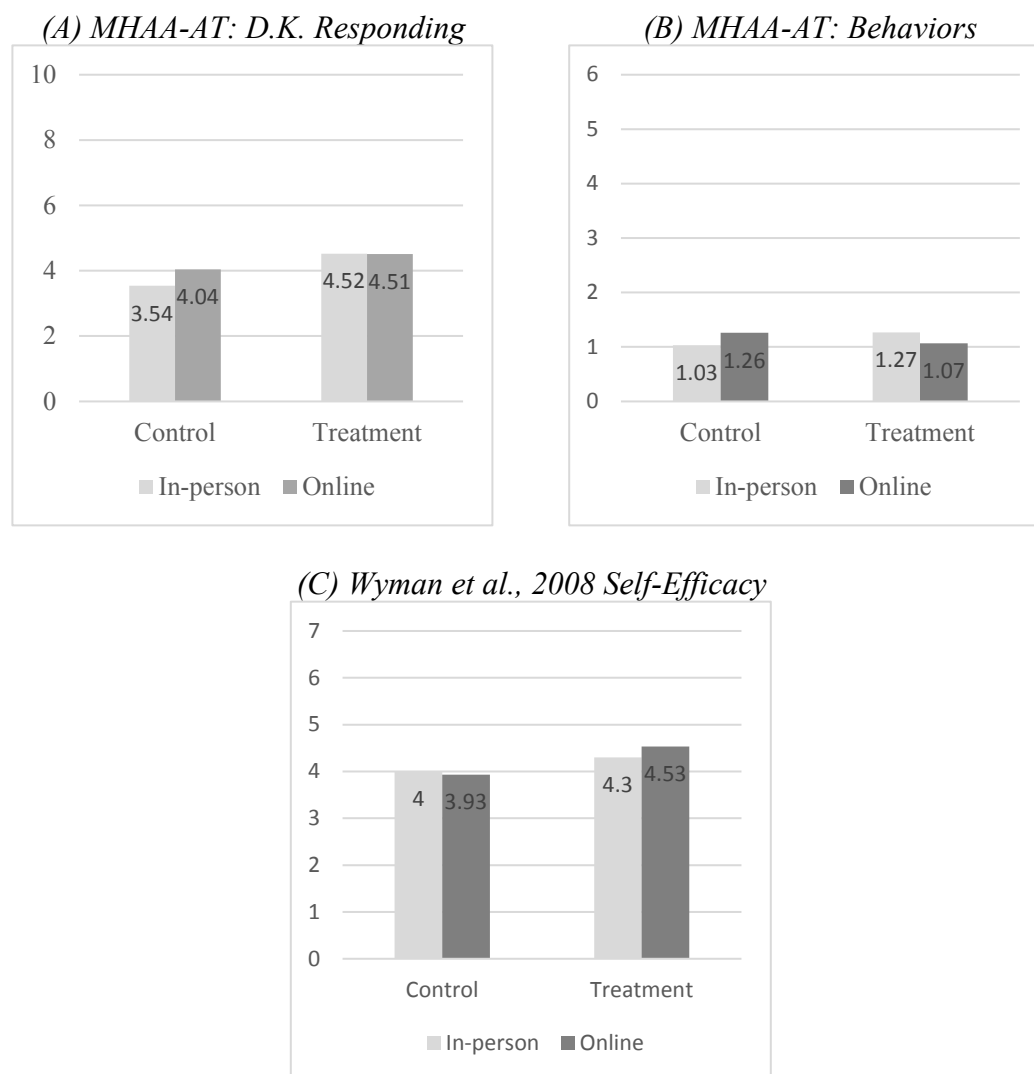 (A) MHAA-AT: D.K. Responding
10
8
6
4
2
0
3.54
4.04
4.52
4.51
Control
Treatment
In-person
Online
(B) MHAA-AT: Behaviors
6
5
4
3
2
1
0
1.03
1.26
1.27
1.07
Control
Treatment
In-person
Online
(C) Wyman et al., 2008 Self-Efficacy
7
6
5
4
3
2
1
0
4
3.93
4.3
4.53
Control
Treatment
In-person
Online